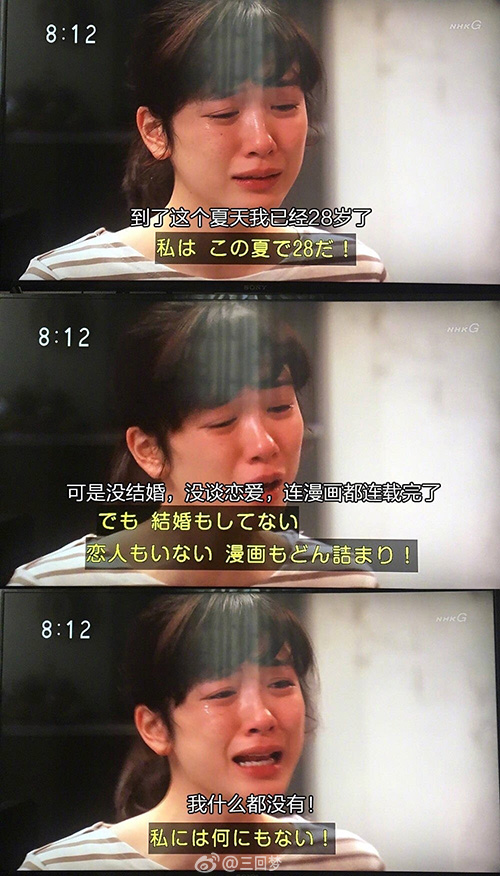 8:12
NHK G
到了这个夏天我已经28岁了
私は この夏で28だ！
SONY
8:12
NHK G
可是没结婚，没谈恋爱，连漫画都连载完了
でも 結婚もしてない
恋人もいない 漫画もどん詰まり！
8:12
NHK G
我什么都没有！
私には何にもない！
@三回梦